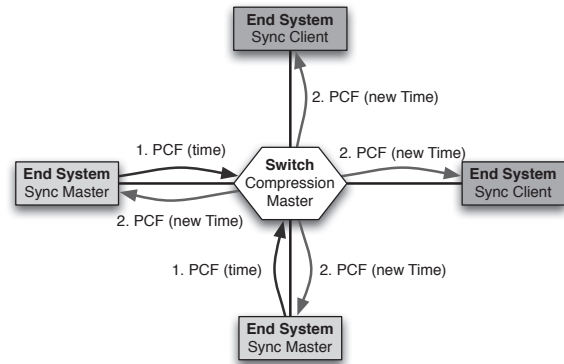 End System
Sync Client
2. PCF (new Time)
1. PCF (time)
2. PCF (new Time)
End System
Sync Master
Switch
Compression
Master
End System
Sync Client
2. PCF (new Time)
1. PCF (time)
2. PCF (new Time)
End System
Sync Master